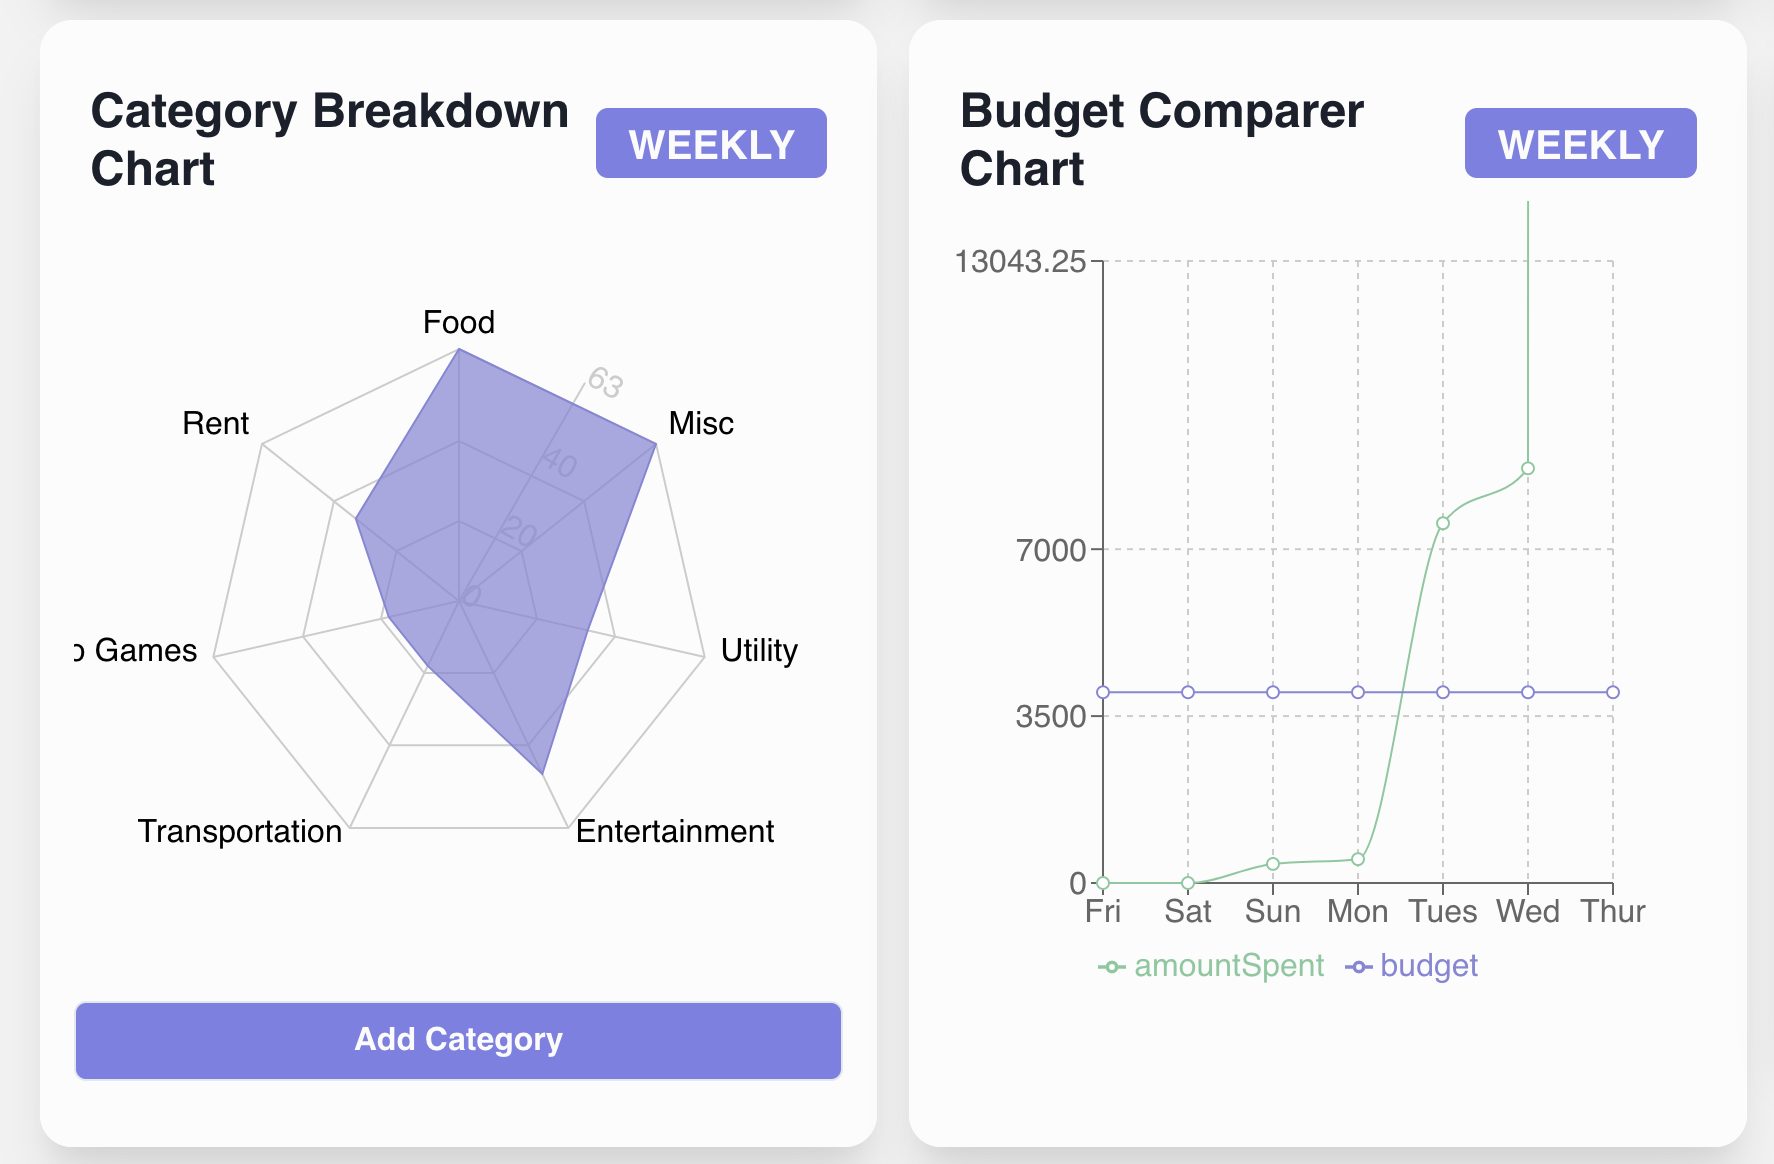 Category Breakdown
Chart
WEEKLY
Food
63
Rent
Misc
40
20
0
o Games
Utility
Transportation
Entertainment
Add Category
Budget Comparer
Chart
WEEKLY
13043.25
7000
3500
0
Fri Sat Sun Mon Tues Wed Thur
amountSpent budget